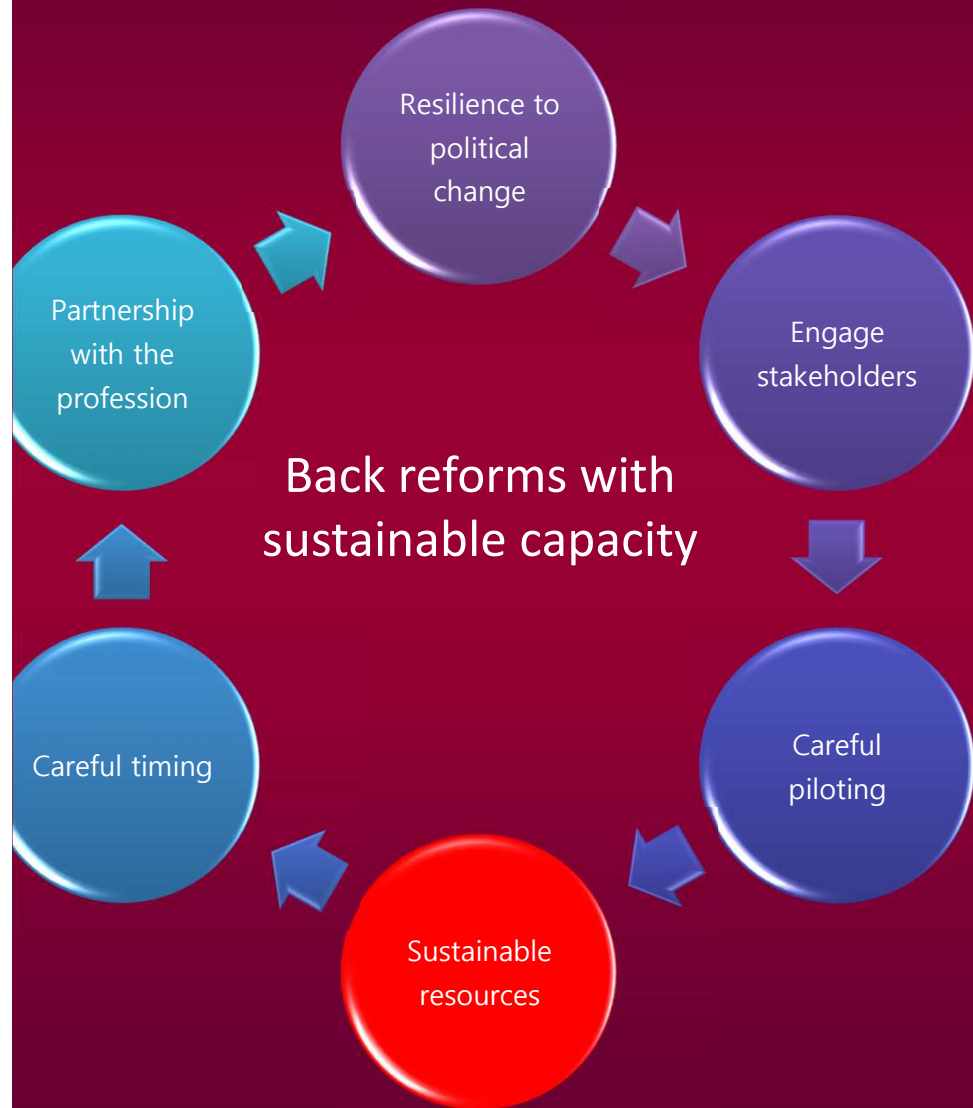 Resilience to
political
change
Engage
stakeholders
Careful
piloting
Sustainable
resources
Careful timing
Partnership
with the
profession
Back reforms with
sustainable capacity